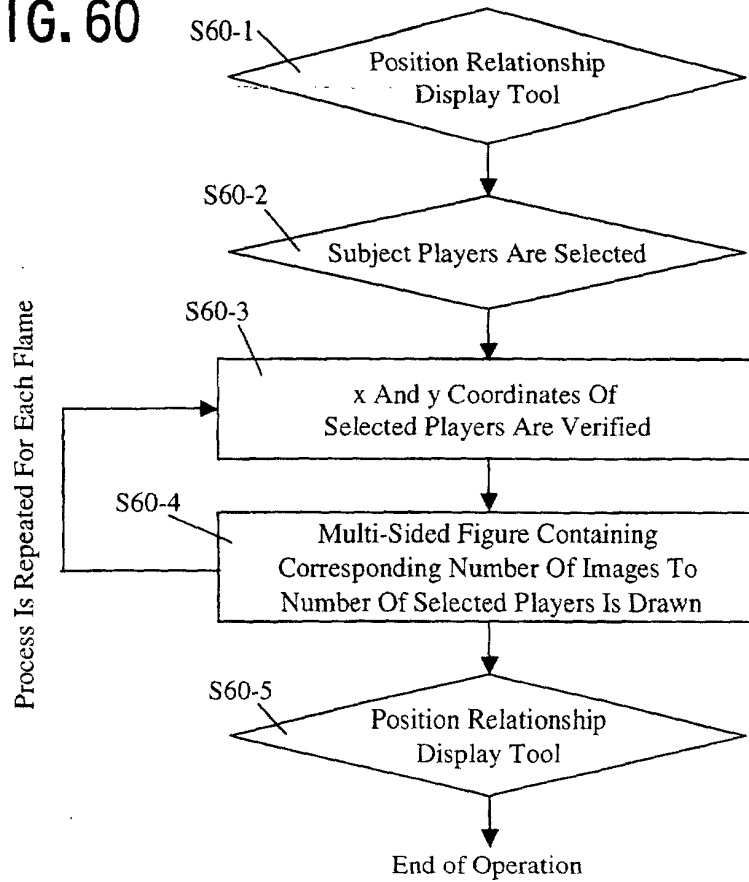 IG. 60
S60-1
Position Relationship
Display Tool
S60-2
Subject Players Are Selected
S60-3
x And y Coordinates Of
Selected Players Are Verified
Process Is Repeated For Each Flame
S60-4
Multi-Sided Figure Containing
Corresponding Number Of Images To
Number Of Selected Players Is Drawn
S60-5
Position Relationship
Display Tool
End of Operation